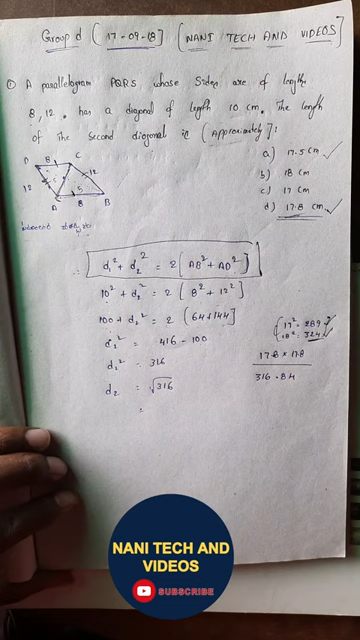 Group d ( 17-09-18 ) [ NANI TECH AND VIDEOS ]
① A parallelogram PQRS whose Sides are of length
8, 12. has a diagonal of length 10 cm. The length
of the second diagonal is (Approximately):
a) 17.5 cm
b) 18 cm
c) 17 cm
d) 17.8 cm ✓
D 8 C
12 5 12
5
A 8 B
∴ d₁² + d₂² = 2 [ AB² + AD² ]
10² + d₂² = 2 [ 8² + 12² ]
100 + d₂² = 2 [ 64 + 144 ]
d₂² = 416 - 100
d₂² = 316
d₂ = √316
=
17² = 289
18² = 324
17.8 × 17.8
316.84
NANI TECH AND
VIDEOS
SUBSCRIBE